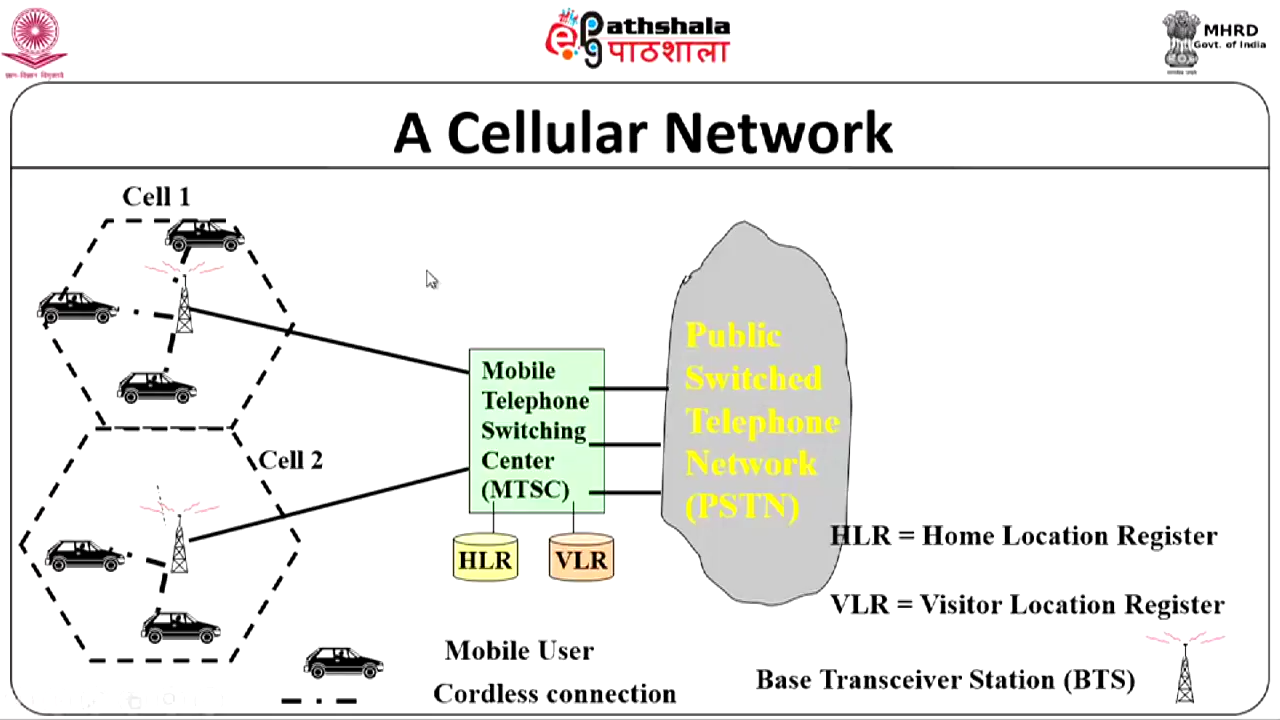 Pathshala
पाठशाला
MHRD
Govt. of India
A Cellular Network
Cell 1
Cell 2
Mobile
Telephone
Switching
Center
(MTSC)
HLR
VLR
Public
Switched
Telephone
Network
(PSTN)
HLR = Home Location Register
VLR = Visitor Location Register
Mobile User
Cordless connection
Base Transceiver Station (BTS)